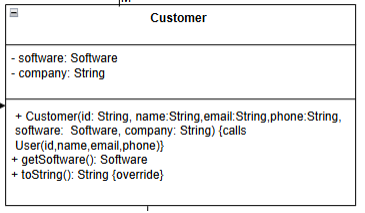 Customer
- software: Software
- company: String
+ Customer(id: String, name:String,email:String,phone:String,
software: Software, company: String) {calls
User(id,name,email,phone)}
+ getSoftware(): Software
+ toString(): String {override}